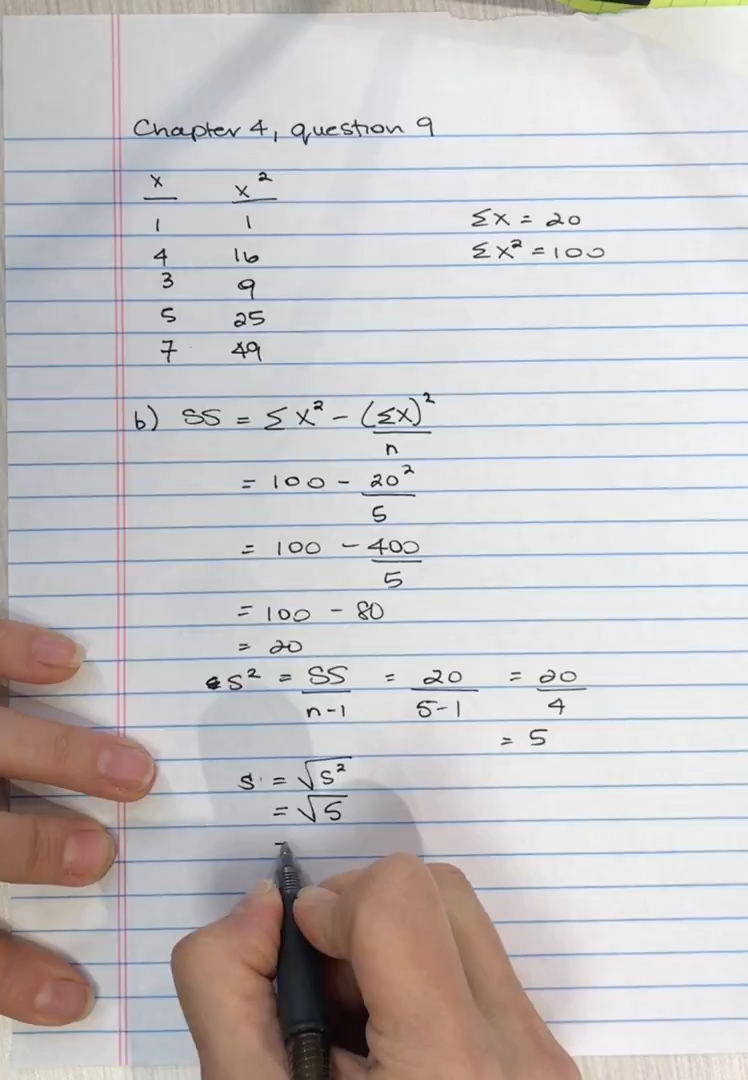 Chapter 4, question 9
x x²
1 1
4 16
3 9
5 25
7 49
Σx = 20
Σx² = 100
b) SS = Σx² - (Σx)²/n
= 100 - 20²/5
= 100 - 400/5
= 100 - 80
= 20
s² = SS/n-1 = 20/5-1 = 20/4
= 5
s = √s²
= √5
=